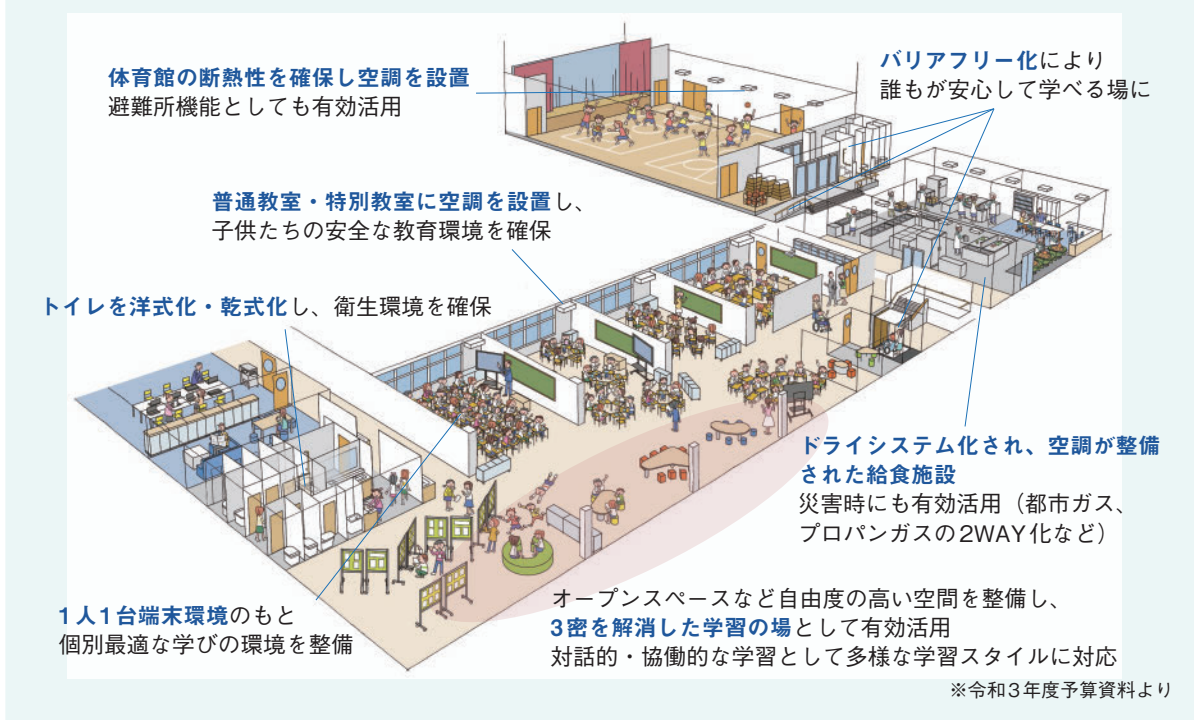 体育館の断熱性を確保し空調を設置
避難所機能としても有効活用
バリアフリー化により
誰もが安心して学べる場に
普通教室・特別教室に空調を設置し、
子供たちの安全な教育環境を確保
トイレを洋式化・乾式化し、衛生環境を確保
ドライシステム化され、空調が整備
された給食施設
災害時にも有効活用（都市ガス、
プロパンガスの2WAY化など）
1人1台端末環境のもと
個別最適な学びの環境を整備
オープンスペースなど自由度の高い空間を整備し、
3密を解消した学習の場として有効活用
対話的・協働的な学習として多様な学習スタイルに対応
※令和3年度予算資料より